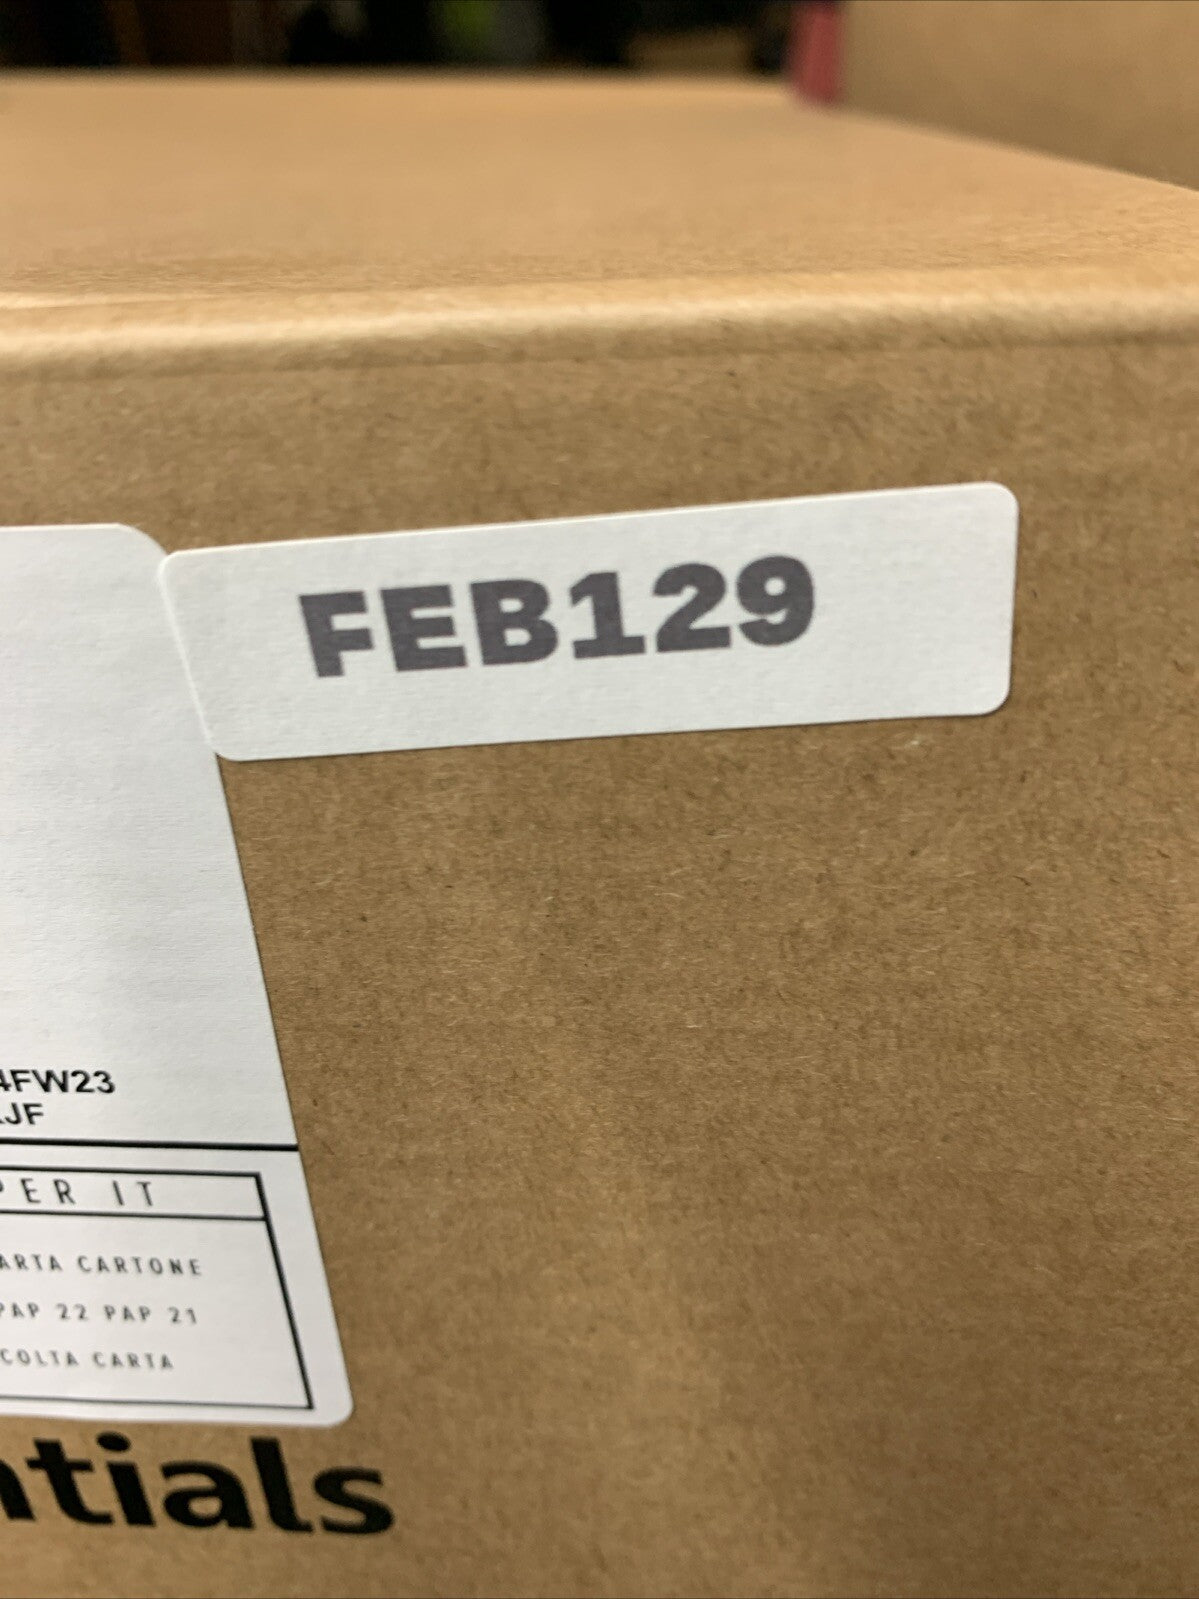 FEB129
4FW23
JF
PER IT
ARTA CARTONE
PAP 22 PAP 21
COLTA CARTA
ntials